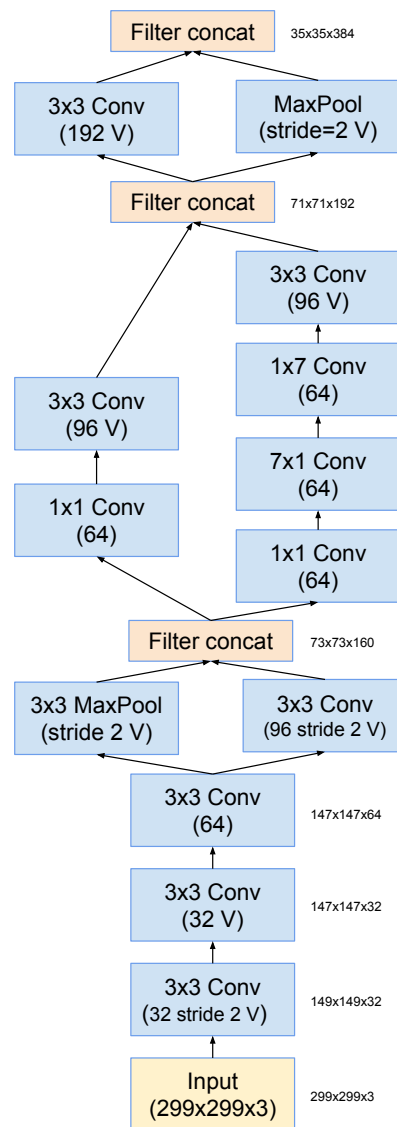 Filter concat
35x35x384
3x3 Conv
(192 V)
MaxPool
(stride=2 V)
Filter concat
71x71x192
3x3 Conv
(96 V)
1x7 Conv
(64)
3x3 Conv
(96 V)
7x1 Conv
(64)
1x1 Conv
(64)
1x1 Conv
(64)
Filter concat
73x73x160
3x3 MaxPool
(stride 2 V)
3x3 Conv
(96 stride 2 V)
3x3 Conv
(64)
147x147x64
3x3 Conv
(32 V)
147x147x32
3x3 Conv
(32 stride 2 V)
149x149x32
Input
(299x299x3)
299x299x3